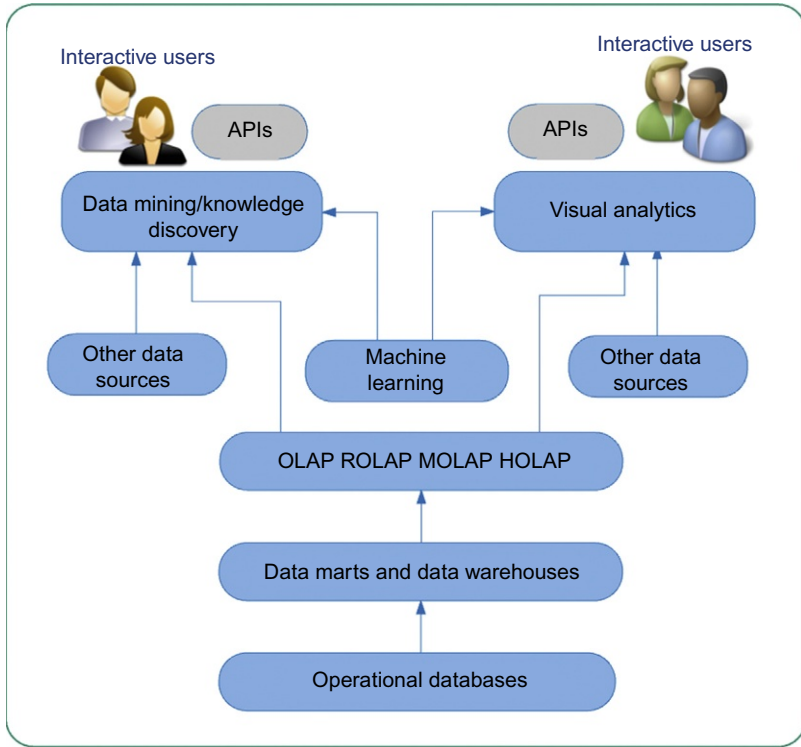 Interactive users
Interactive users
APIs
APIs
Data mining/knowledge
discovery
Visual analytics
Other data
sources
Machine
learning
Other data
sources
OLAP ROLAP MOLAP HOLAP
Data marts and data warehouses
Operational databases